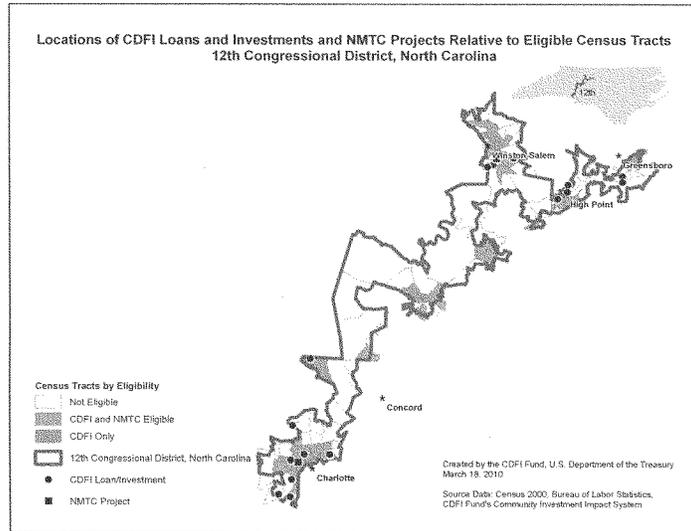 Locations of CDFI Loans and Investments and NMTC Projects Relative to Eligible Census Tracts
12th Congressional District, North Carolina
12th
Winston Salem
Greensboro
High Point
Concord
Charlotte
Census Tracts by Eligibility
Not Eligible
CDFI and NMTC Eligible
CDFI Only
12th Congressional District, North Carolina
CDFI Loan/Investment
NMTC Project
Created by the CDFI Fund, U.S. Department of the Treasury
March 18, 2010
Source Data: Census 2000, Bureau of Labor Statistics,
CDFI Fund's Community Investment Impact System